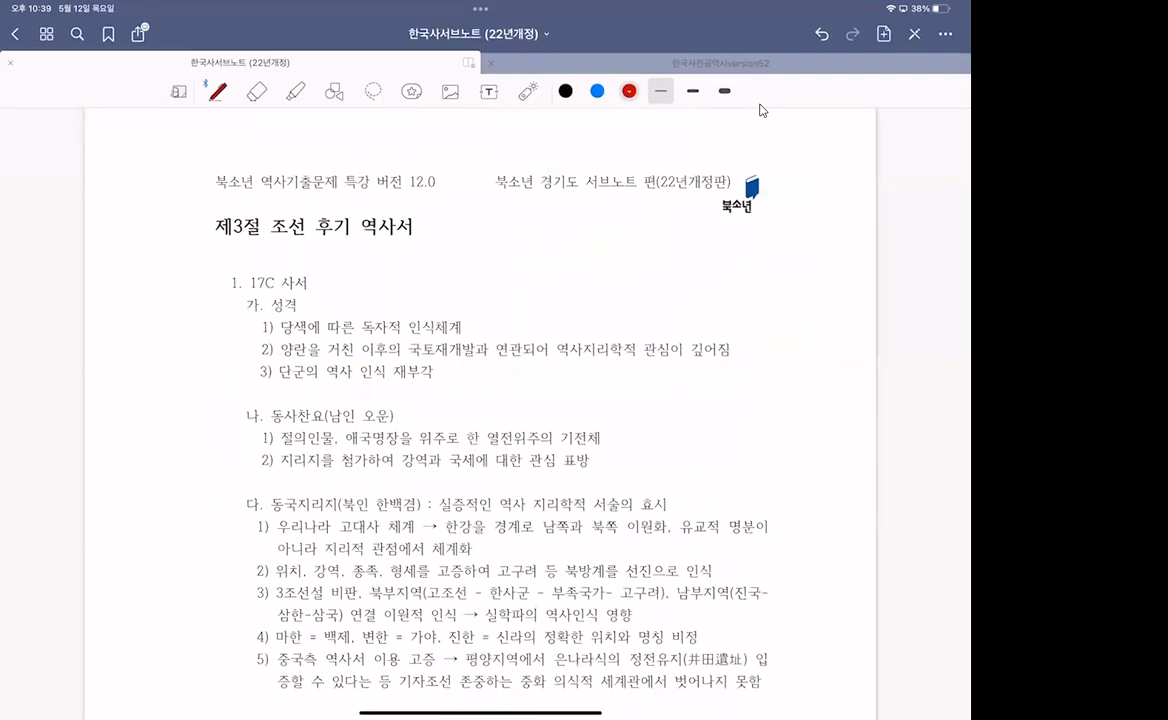 오후 10:39 5월 12일 목요일
38%
한국사서브노트 (22년개정)
한국사서브노트 (22년개정)
한국사전공역사version52
북소년 역사기출문제 특강 버전 12.0
북소년 경기도 서브노트 편(22년개정판)
북소년
제3절 조선 후기 역사서
1. 17C 사서
가. 성격
1) 당색에 따른 독자적 인식체계
2) 양란을 거친 이후의 국토재개발과 연관되어 역사지리학적 관심이 깊어짐
3) 단군의 역사 인식 재부각
나. 동사찬요(남인 오운)
1) 절의인물, 애국명장을 위주로 한 열전위주의 기전체
2) 지리지를 첨가하여 강역과 국세에 대한 관심 표방
다. 동국지리지(북인 한백겸) : 실증적인 역사 지리학적 서술의 효시
1) 우리나라 고대사 체계 → 한강을 경계로 남쪽과 북쪽 이원화, 유교적 명분이
아니라 지리적 관점에서 체계화
2) 위치, 강역, 종족, 형세를 고증하여 고구려 등 북방계를 선진으로 인식
3) 3조선설 비판, 북부지역(고조선 - 한사군 - 부족국가- 고구려), 남부지역(진국-
삼한-삼국) 연결 이원적 인식 → 실학파의 역사인식 영향
4) 마한 = 백제, 변한 = 가야, 진한 = 신라의 정확한 위치와 명칭 비정
5) 중국측 역사서 이용 고증 → 평양지역에서 은나라식의 정전유지(井田遺址) 입
증할 수 있다는 등 기자조선 존중하는 중화 의식적 세계관에서 벗어나지 못함